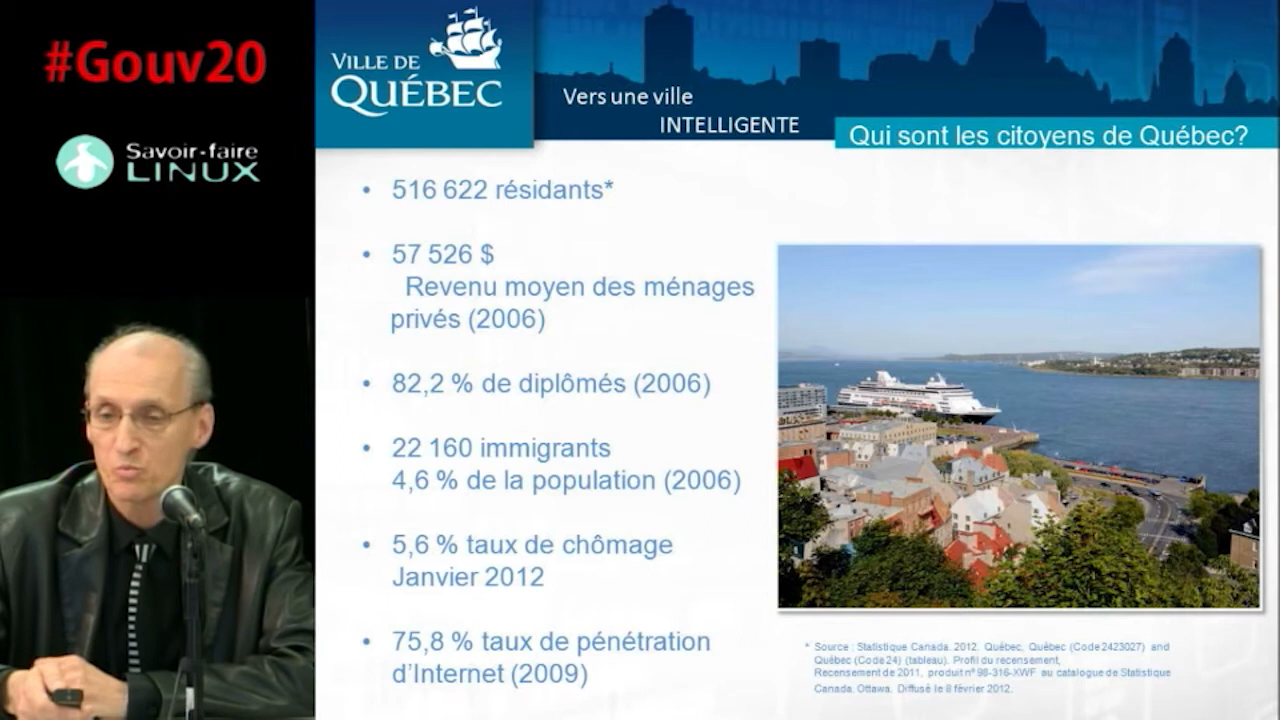 #Gouv20
Savoir-faire
LINUX
VILLE DE
QUÉBEC
Vers une ville
INTELLIGENTE
Qui sont les citoyens de Québec?
• 516 622 résidants*
• 57 526 $
Revenu moyen des ménages
privés (2006)
• 82,2 % de diplômés (2006)
• 22 160 immigrants
4,6 % de la population (2006)
• 5,6 % taux de chômage
Janvier 2012
• 75,8 % taux de pénétration
d'Internet (2009)
* Source : Statistique Canada. 2012. Québec, Québec (Code 2423027) and
Québec (Code 24) (tableau). Profil du recensement,
Recensement de 2011, produit nº 98-316-XWF au catalogue de Statistique
Canada. Ottawa. Diffusé le 8 février 2012.